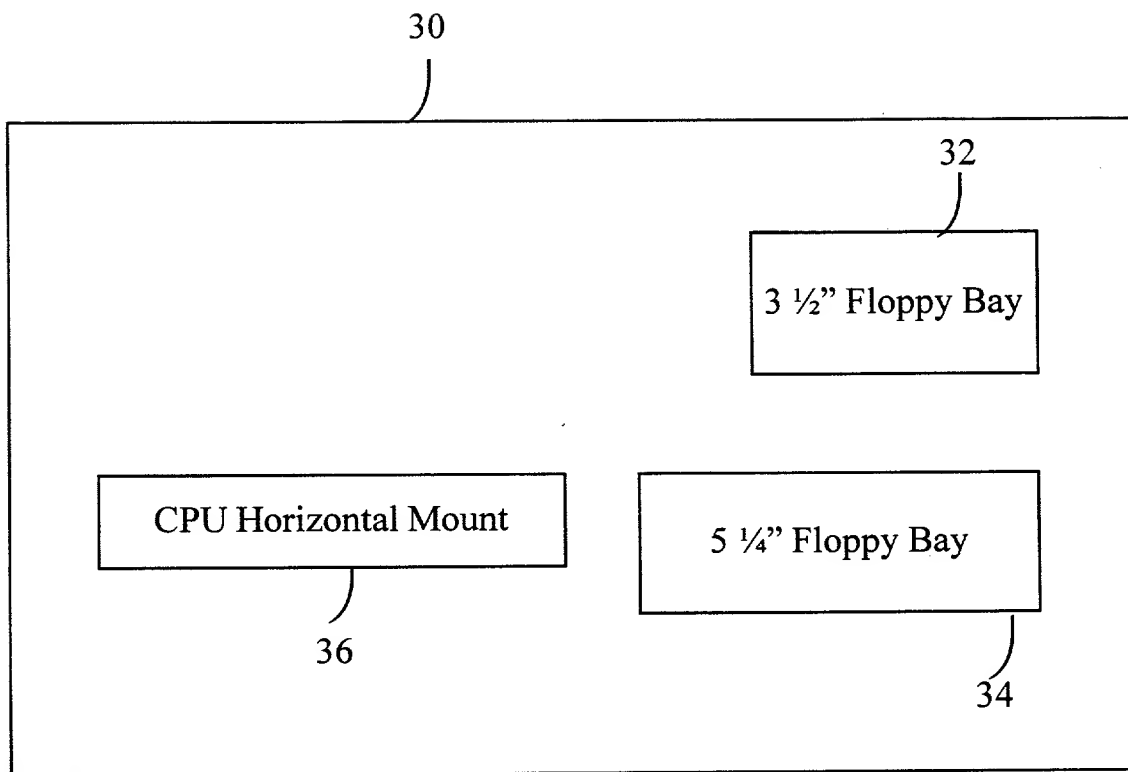 30
32
3 ½” Floppy Bay
CPU Horizontal Mount
5 ¼” Floppy Bay
36
34